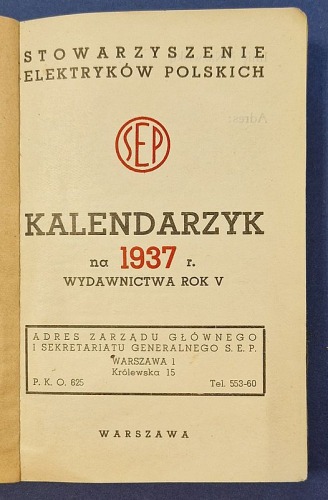 STOWARZYSZENIE
ELEKTRYKÓW POLSKICH
SEP
KALENDARZYK
na 1937 r.
WYDAWNICTWA ROK V
ADRES ZARZĄDU GŁÓWNEGO
I SEKRETARIATU GENERALNEGO S.E.P.
WARSZAWA 1
Królewska 15
P. K. O. 625 Tel. 553-60
WARSZAWA